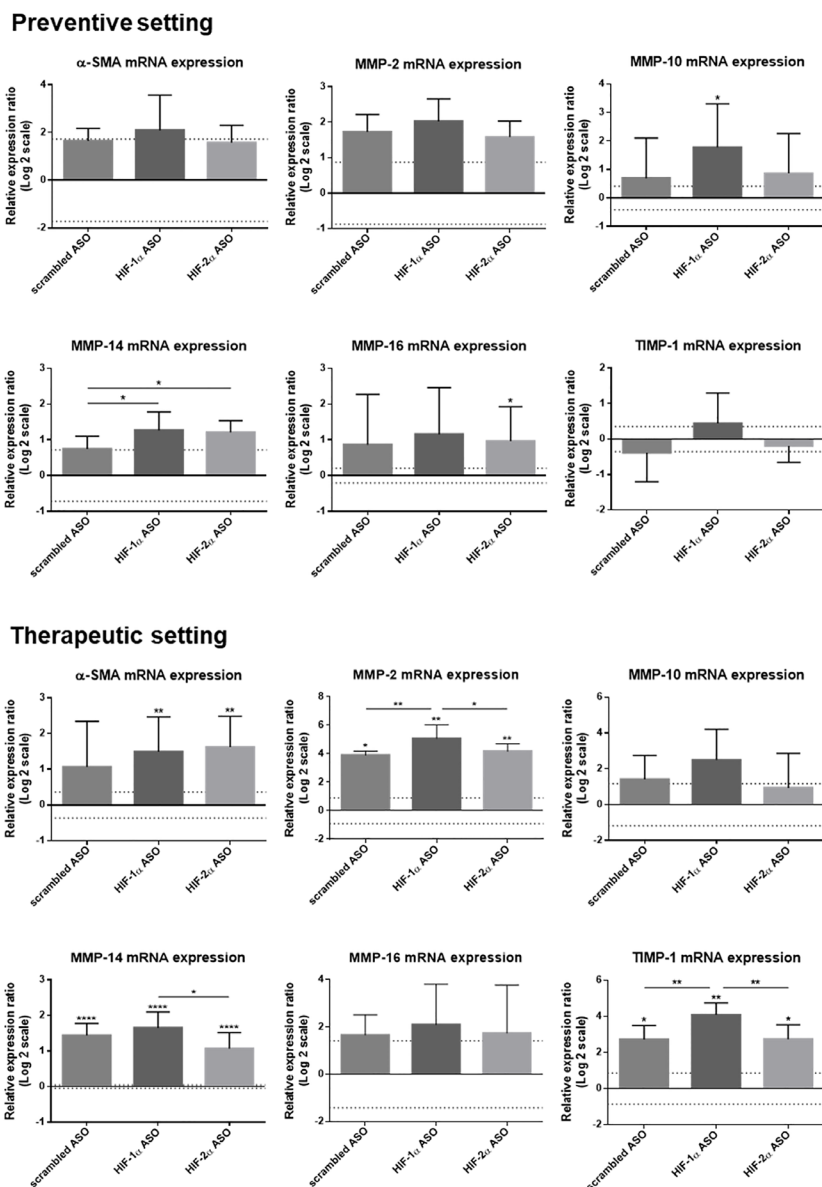 Preventive setting
α-SMA mRNA expression
Relative expression ratio
(Log 2 scale)
4
2
0
-2
scrambled ASO
HIF-1α ASO
HIF-2α ASO
MMP-2 mRNA expression
Relative expression ratio
(Log 2 scale)
3
2
1
0
-1
scrambled ASO
HIF-1α ASO
HIF-2α ASO
MMP-10 mRNA expression
Relative expression ratio
(Log 2 scale)
4
3
2
1
0
-1
*
scrambled ASO
HIF-1α ASO
HIF-2α ASO
MMP-14 mRNA expression
Relative expression ratio
(Log 2 scale)
3
2
1
0
-1
*
*
scrambled ASO
HIF-1α ASO
HIF-2α ASO
MMP-16 mRNA expression
Relative expression ratio
(Log 2 scale)
3
2
1
0
-1
*
scrambled ASO
HIF-1α ASO
HIF-2α ASO
TIMP-1 mRNA expression
Relative expression ratio
(Log 2 scale)
2
1
0
-1
-2
scrambled ASO
HIF-1α ASO
HIF-2α ASO
Therapeutic setting
α-SMA mRNA expression
Relative expression ratio
(Log 2 scale)
3
2
1
0
-1
** **
scrambled ASO
HIF-1α ASO
HIF-2α ASO
MMP-2 mRNA expression
Relative expression ratio
(Log 2 scale)
8
6
4
2
0
-2
** *
* ** **
scrambled ASO
HIF-1α ASO
HIF-2α ASO
MMP-10 mRNA expression
Relative expression ratio
(Log 2 scale)
6
4
2
0
-2
scrambled ASO
HIF-1α ASO
HIF-2α ASO
MMP-14 mRNA expression
Relative expression ratio
(Log 2 scale)
3
2
1
0
-1
*
**** **** ****
scrambled ASO
HIF-1α ASO
HIF-2α ASO
MMP-16 mRNA expression
Relative expression ratio
(Log 2 scale)
4
2
0
-2
scrambled ASO
HIF-1α ASO
HIF-2α ASO
TIMP-1 mRNA expression
Relative expression ratio
(Log 2 scale)
6
4
2
0
-2
** **
* ** *
scrambled ASO
HIF-1α ASO
HIF-2α ASO